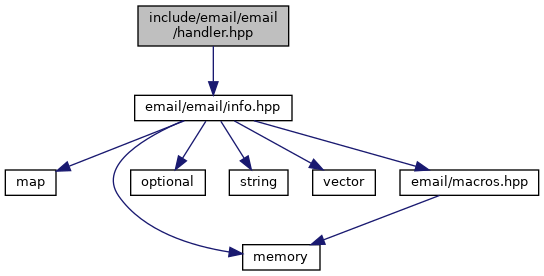 include/email/email
/handler.hpp
email/email/info.hpp
map
optional
string
vector
email/macros.hpp
memory